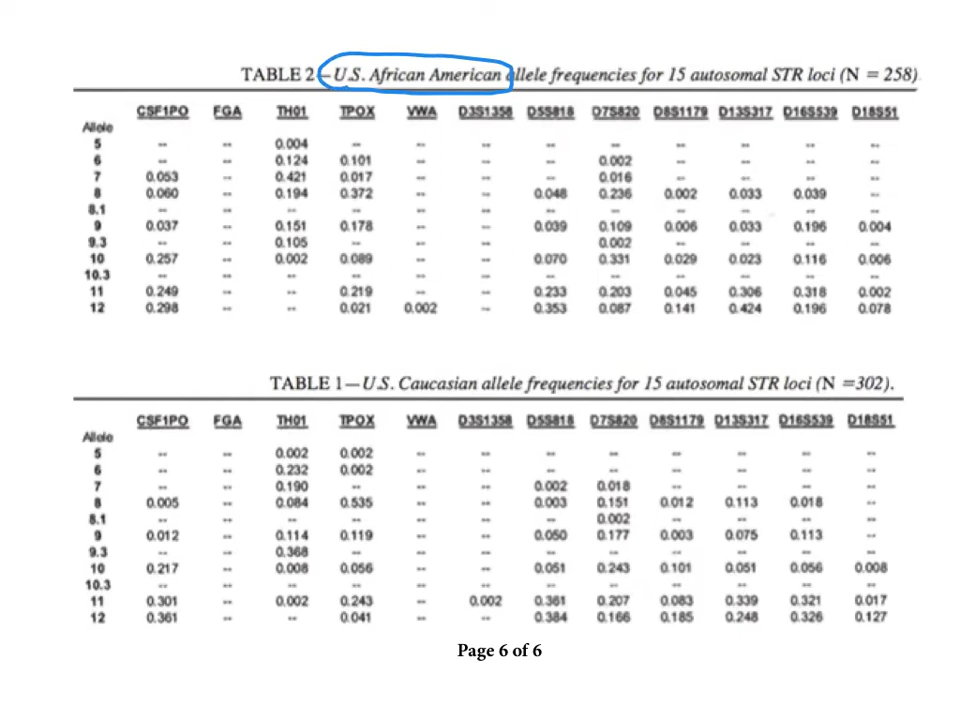 TABLE 2—U.S. African American allele frequencies for 15 autosomal STR loci (N = 258)
CSF1PO FGA TH01 TPOX VWA D3S1358 D5S818 D7S820 D8S1179 D13S317 D16S539 D18S51
Allele
5 -- -- 0.004 -- -- -- -- -- -- -- -- --
6 -- -- 0.124 0.101 -- -- -- 0.002 -- -- -- --
7 0.053 -- 0.421 0.017 -- -- -- 0.016 -- -- -- --
8 0.060 -- 0.194 0.372 -- -- 0.048 0.236 0.002 0.033 0.039 --
8.1 -- -- -- -- -- -- -- -- -- -- -- --
9 0.037 -- 0.151 0.178 -- -- 0.039 0.109 0.006 0.033 0.196 0.004
9.3 -- -- 0.105 -- -- -- -- 0.002 -- -- -- --
10 0.257 -- 0.002 0.089 -- -- 0.070 0.331 0.029 0.023 0.116 0.006
10.3 -- -- -- -- -- -- -- -- -- -- -- --
11 0.249 -- -- 0.219 -- -- 0.233 0.203 0.045 0.306 0.318 0.002
12 0.298 -- -- 0.021 0.002 -- 0.353 0.087 0.141 0.424 0.196 0.078
TABLE 1—U.S. Caucasian allele frequencies for 15 autosomal STR loci (N =302).
CSF1PO FGA TH01 TPOX VWA D3S1358 D5S818 D7S820 D8S1179 D13S317 D16S539 D18S51
Allele
5 -- -- 0.002 0.002 -- -- -- -- -- -- -- --
6 -- -- 0.232 0.002 -- -- -- -- -- -- -- --
7 -- -- 0.190 -- -- -- 0.002 0.018 -- -- -- --
8 0.005 -- 0.084 0.535 -- -- 0.003 0.151 0.012 0.113 0.018 --
8.1 -- -- -- -- -- -- -- 0.002 -- -- -- --
9 0.012 -- 0.114 0.119 -- -- 0.050 0.177 0.003 0.075 0.113 --
9.3 -- -- 0.368 -- -- -- -- -- -- -- -- --
10 0.217 -- 0.008 0.056 -- -- 0.051 0.243 0.101 0.051 0.056 0.008
10.3 -- -- -- -- -- -- -- -- -- -- -- --
11 0.301 -- 0.002 0.243 -- 0.002 0.361 0.207 0.083 0.339 0.321 0.017
12 0.361 -- -- 0.041 -- -- 0.384 0.166 0.185 0.248 0.326 0.127
Page 6 of 6